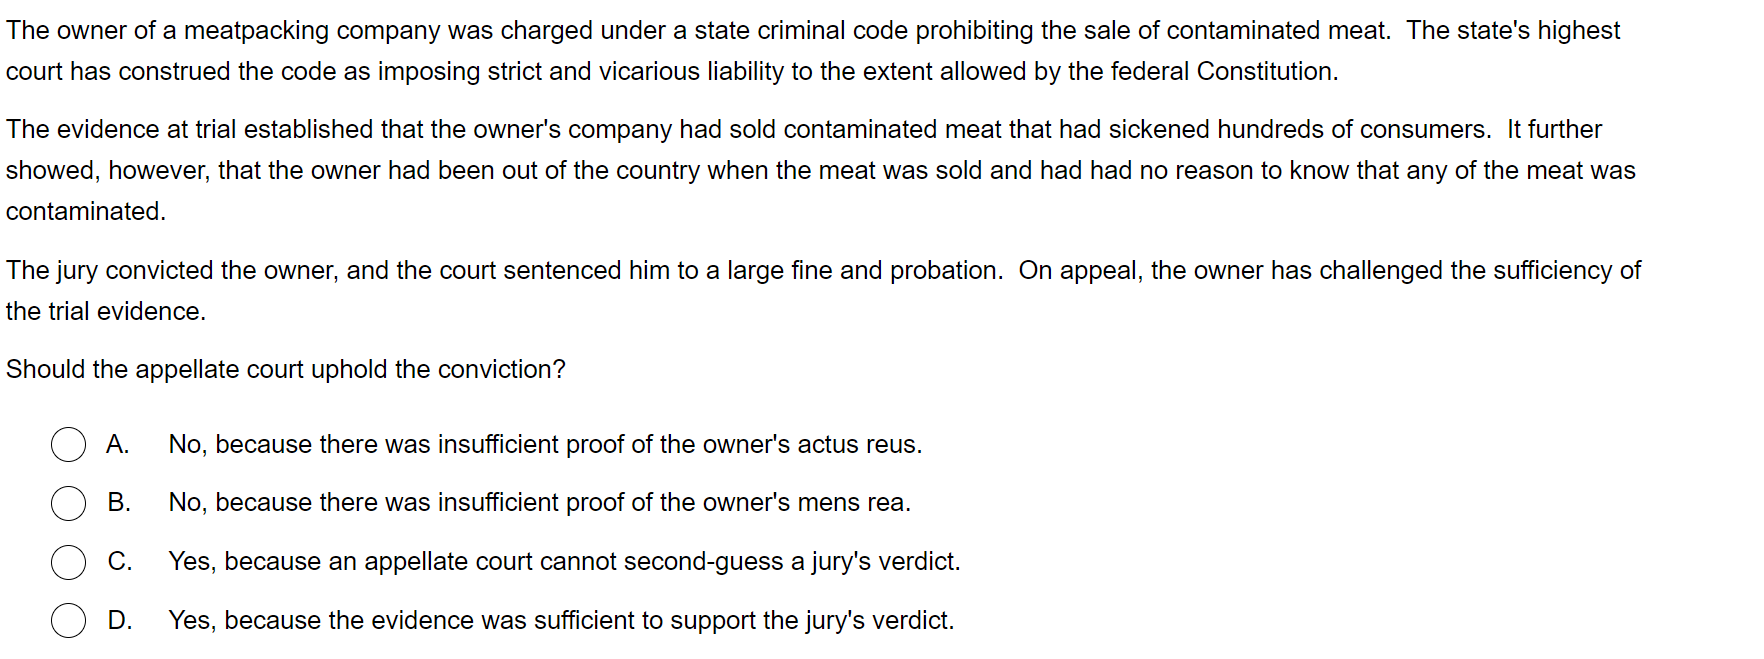 The owner of a meatpacking company was charged under a state criminal code prohibiting the sale of contaminated meat.  The state's highest
court has construed the code as imposing strict and vicarious liability to the extent allowed by the federal Constitution.
The evidence at trial established that the owner's company had sold contaminated meat that had sickened hundreds of consumers.  It further
showed, however, that the owner had been out of the country when the meat was sold and had had no reason to know that any of the meat was
contaminated.
The jury convicted the owner, and the court sentenced him to a large fine and probation.  On appeal, the owner has challenged the sufficiency of
the trial evidence.
Should the appellate court uphold the conviction?
A. No, because there was insufficient proof of the owner's actus reus.
B. No, because there was insufficient proof of the owner's mens rea.
C. Yes, because an appellate court cannot second-guess a jury's verdict.
D. Yes, because the evidence was sufficient to support the jury's verdict.